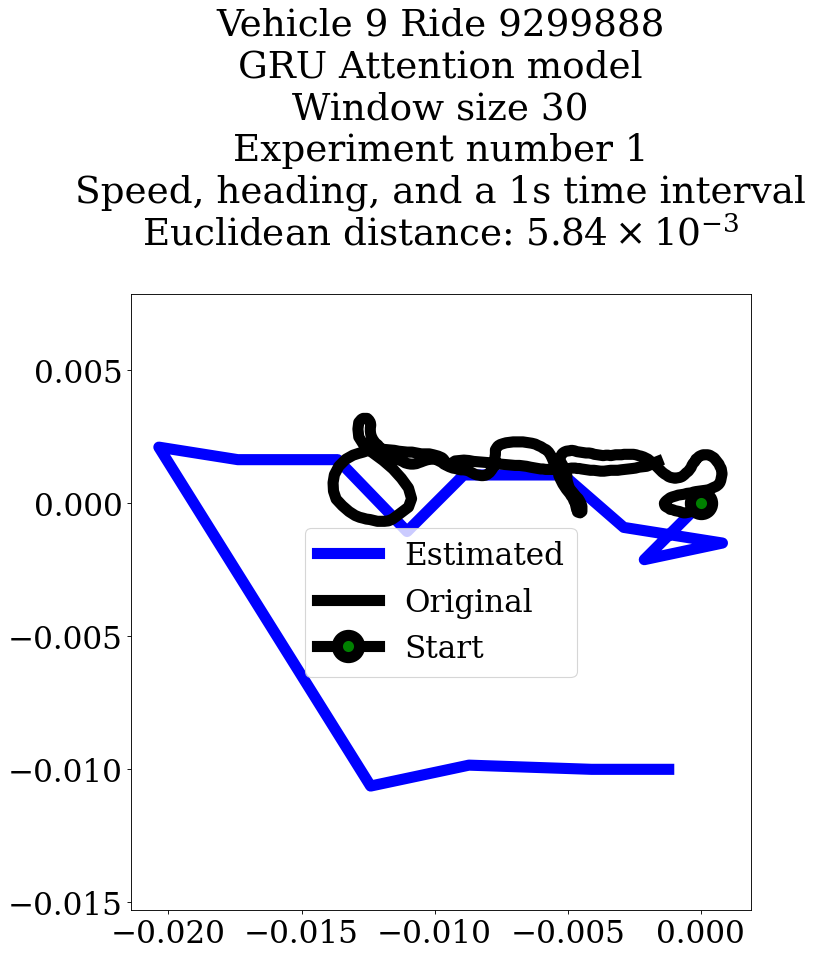 Vehicle 9 Ride 9299888
GRU Attention model
Window size 30
Experiment number 1
Speed, heading, and a 1s time interval
Euclidean distance: 5.84 × 10⁻³
0.005
0.000
−0.005
−0.010
−0.015
Estimated
Original
Start
−0.020 −0.015 −0.010 −0.005 0.000